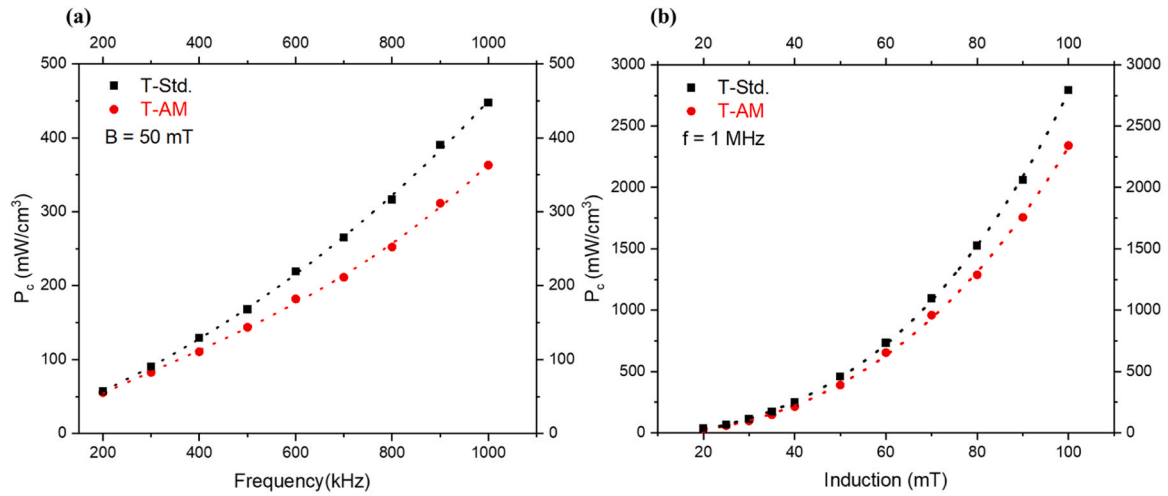 (a)
200 400 600 800 1000
500 500
T-Std.
T-AM
B = 50 mT
400 400
300 300
200 200
100 100
0 0
P_c (mW/cm³)
200 400 600 800 1000
Frequency(kHz)
(b)
20 40 60 80 100
3000 3000
T-Std.
T-AM
f = 1 MHz
2500 2500
2000 2000
1500 1500
1000 1000
500 500
0 0
P_c (mW/cm³)
20 40 60 80 100
Induction (mT)